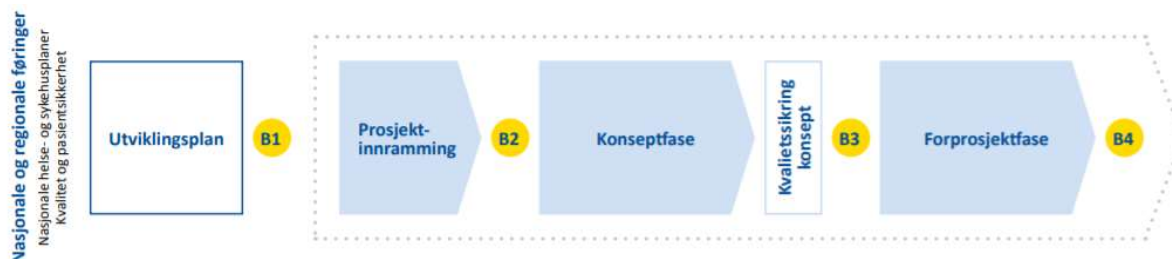 Nasjonale og regionale føringer
Nasjonale helse- og sykehusplaner
Kvalitet og pasientsikkerhet
Utviklingsplan
B1
Prosjekt-
innramming
B2
Konseptfase
Kvalietssikring
konsept
B3
Forprosjektfase
B4